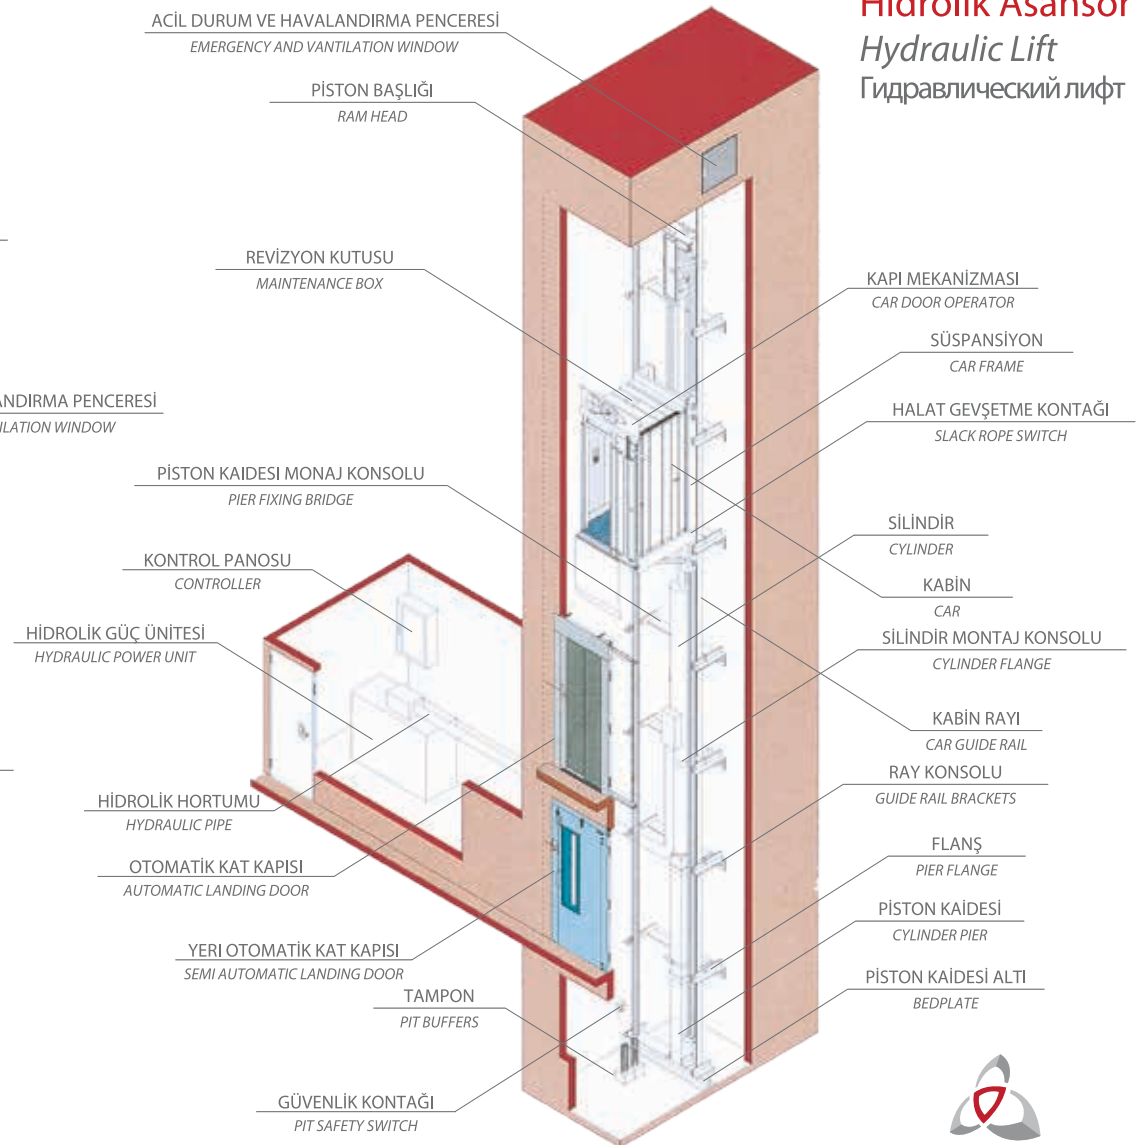 Hidrolik Asansör
Hydraulic Lift
Гидравлический лифт
ACİL DURUM VE HAVALANDIRMA PENCERESİ
EMERGENCY AND VANTILATION WINDOW
PİSTON BAŞLIĞI
RAM HEAD
REVİZYON KUTUSU
MAINTENANCE BOX
ANDIRMA PENCERESİ
ILATION WINDOW
PİSTON KAIDESI MONAJ KONSOLU
PIER FIXING BRIDGE
KONTROL PANOSU
CONTROLLER
HİDROLİK GÜÇ ÜNİTESİ
HYDRAULIC POWER UNIT
HİDROLİK HORTUMU
HYDRAULIC PIPE
OTOMATİK KAT KAPISI
AUTOMATIC LANDING DOOR
YERI OTOMATİK KAT KAPISI
SEMI AUTOMATIC LANDING DOOR
TAMPON
PIT BUFFERS
GÜVENLİK KONTAĞI
PIT SAFETY SWITCH
KAPI MEKANİZMASI
CAR DOOR OPERATOR
SÜSPANSİYON
CAR FRAME
HALAT GEVŞETME KONTAĞI
SLACK ROPE SWITCH
SİLİNDİR
CYLINDER
KABİN
CAR
SİLİNDİR MONTAJ KONSOLU
CYLINDER FLANGE
KABİN RAYI
CAR GUIDE RAIL
RAY KONSOLU
GUIDE RAIL BRACKETS
FLANŞ
PIER FLANGE
PİSTON KAİDESİ
CYLINDER PIER
PİSTON KAİDESİ ALTI
BEDPLATE